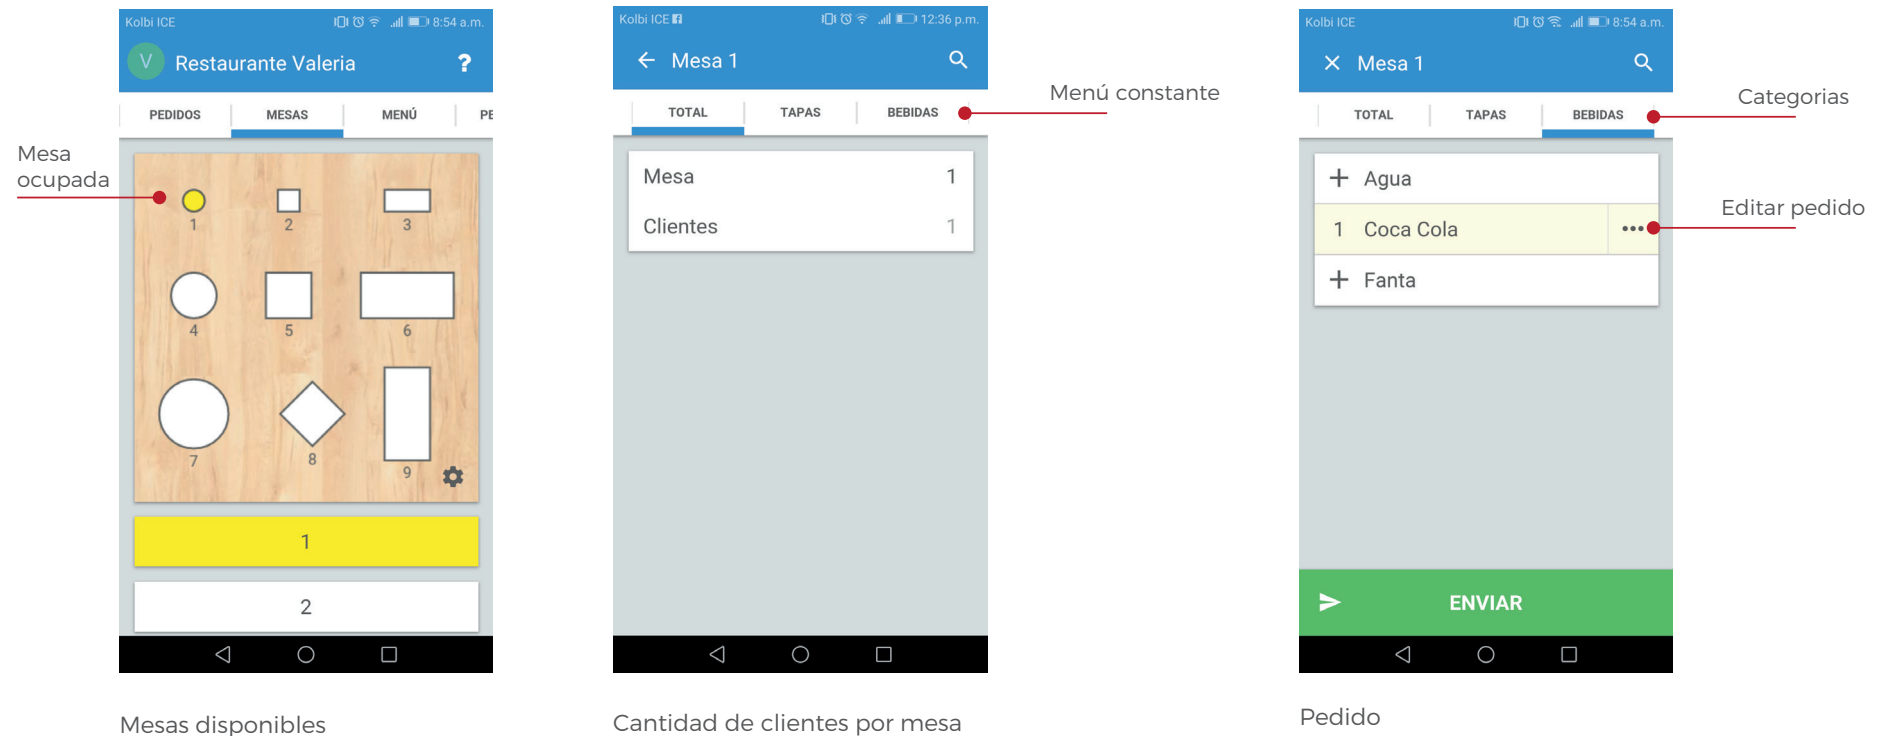 Kolbi ICE 8:54 a.m.
V Restaurante Valeria ?
PEDIDOS MESAS MENÚ PE
Mesa
ocupada
1 2 3
4 5 6
7 8 9
1
2
Mesas disponibles
Kolbi ICE 12:36 p.m.
Mesa 1
TOTAL TAPAS BEBIDAS
Menú constante
Mesa 1
Clientes 1
Cantidad de clientes por mesa
Kolbi ICE 8:54 a.m.
Mesa 1
TOTAL TAPAS BEBIDAS
Categorias
+ Agua
1 Coca Cola
Editar pedido
+ Fanta
ENVIAR
Pedido